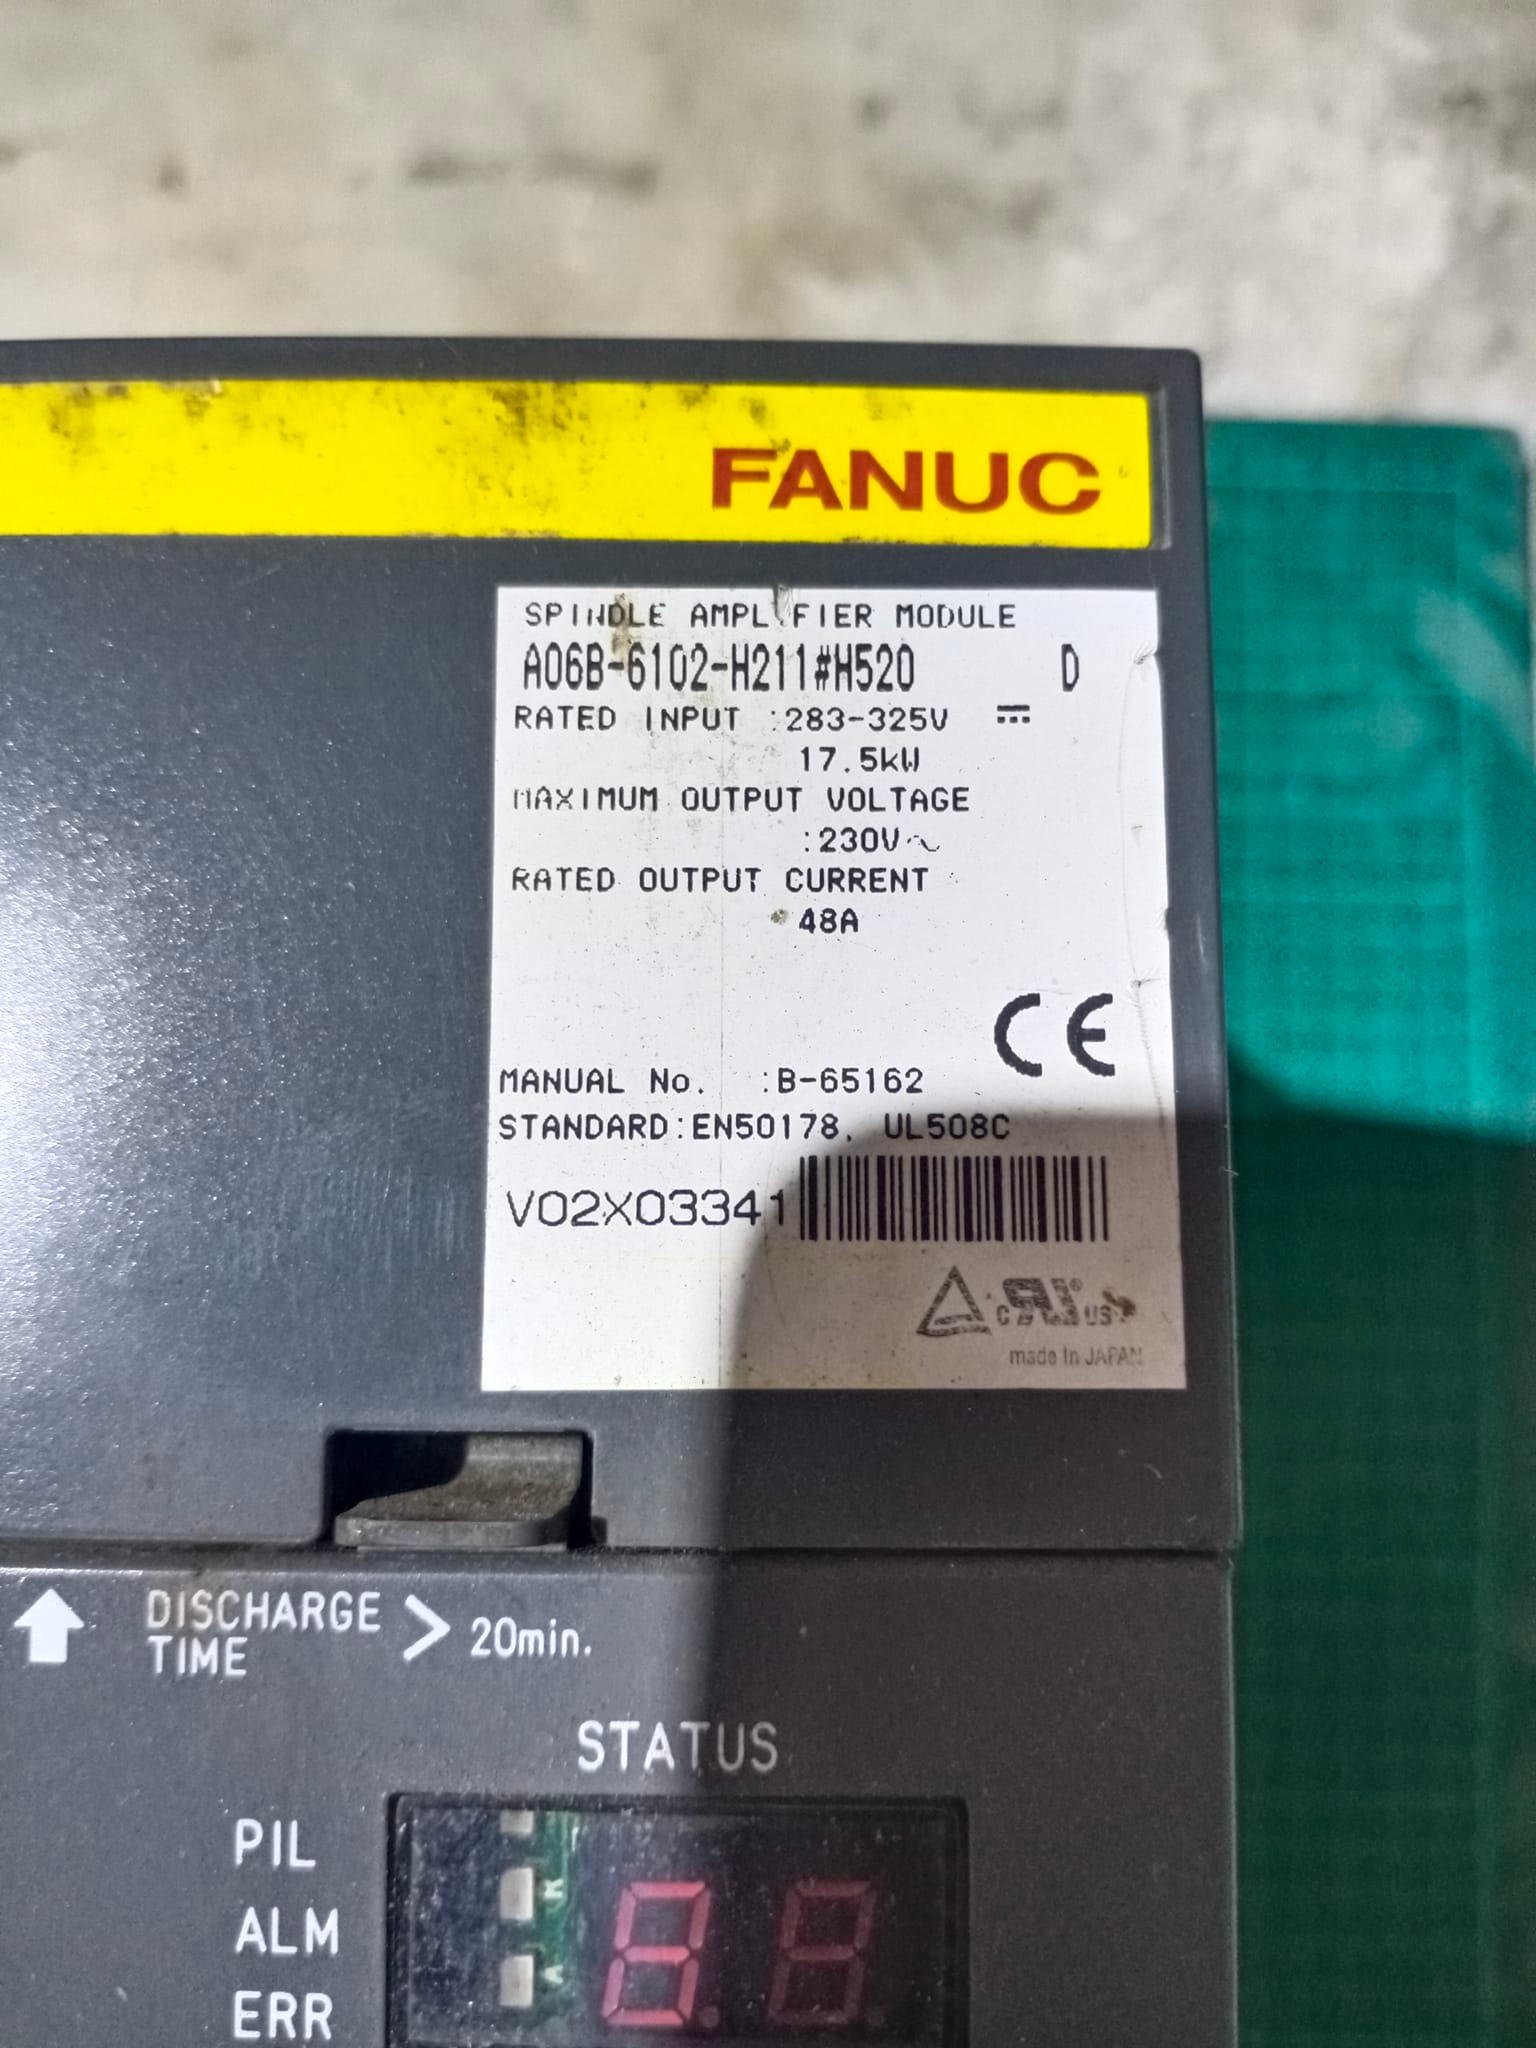 FANUC
SPINDLE AMPLIFIER MODULE
A06B-6102-H211#H520 D
RATED INPUT :283-325V ⎓
17.5kW
MAXIMUM OUTPUT VOLTAGE
:230V~
RATED OUTPUT CURRENT
48A
CE
MANUAL No. :B-65162
STANDARD:EN50178, UL508C
V02X03341
c RU ® US
made in JAPAN
DISCHARGE TIME > 20min.
STATUS
PIL
ALM
ERR